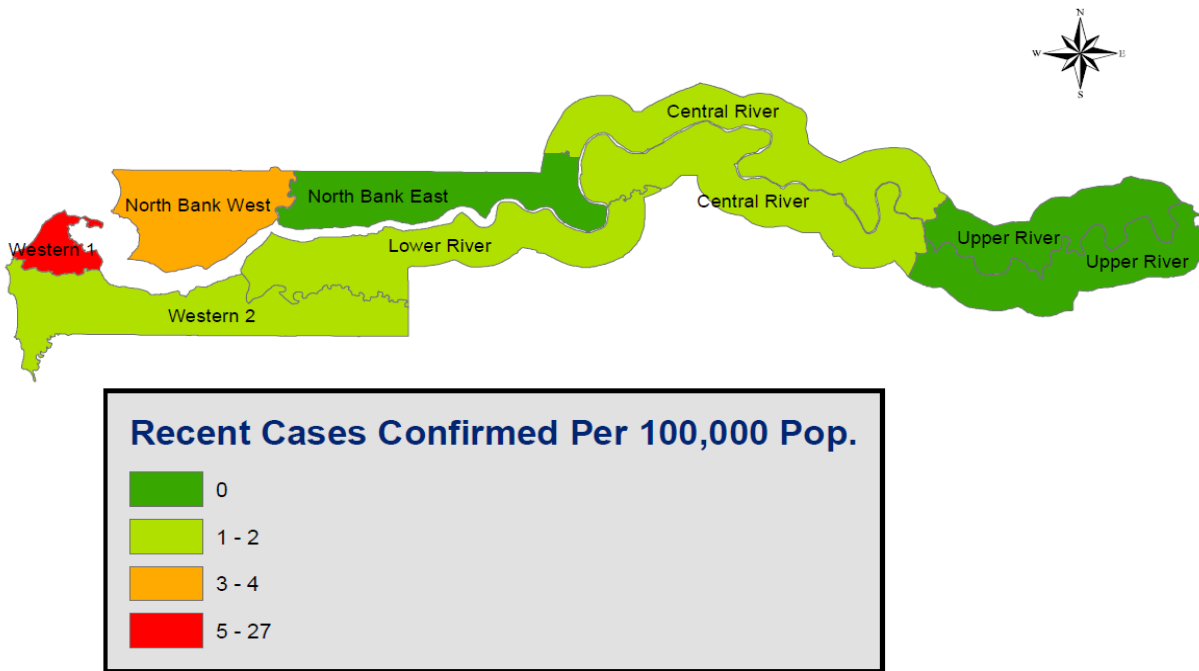 N
W
E
S
Central River
North Bank West
North Bank East
Central River
Western 1
Lower River
Upper River
Upper River
Western 2
Recent Cases Confirmed Per 100,000 Pop.
0
1 - 2
3 - 4
5 - 27